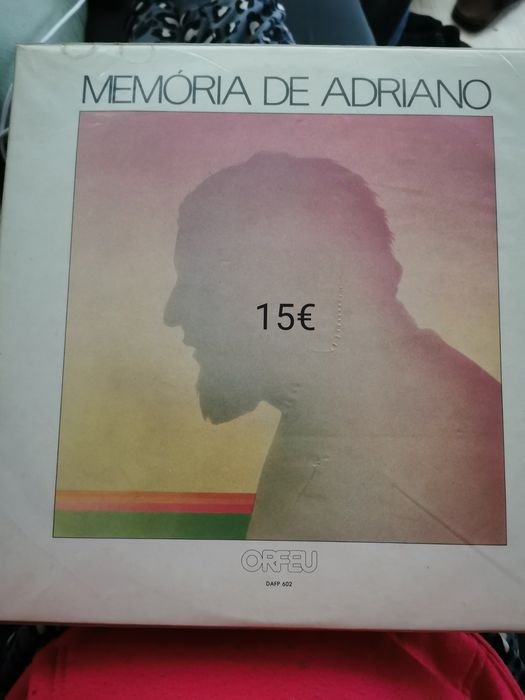 MEMÓRIA DE ADRIANO
15€
ORFEU
DAFP 602